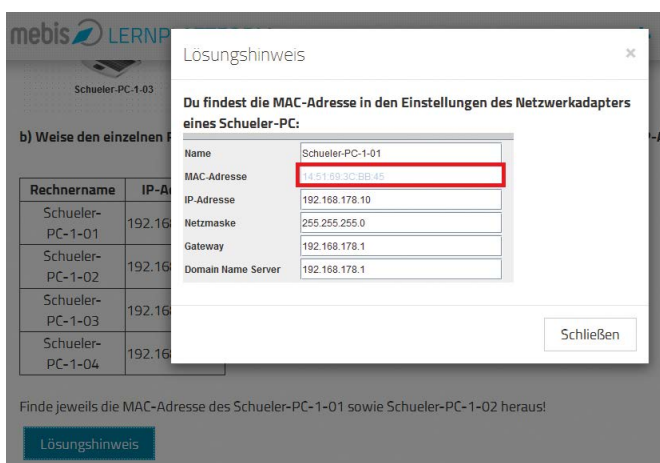 mebis LERNP
Lösungshinweis
×
Schueler-PC-1-03
Du findest die MAC-Adresse in den Einstellungen des Netzwerkadapters
eines Schueler-PC:
b) Weise den einzelnen
Name Schueler-PC-1-01
MAC-Adresse 14:51:69:3C:BB:45
IP-Adresse 192.168.178.10
Netzmaske 255.255.255.0
Gateway 192.168.178.1
Domain Name Server 192.168.178.1
Schließen
Rechnername IP-A
Schueler-
PC-1-01 192.16
Schueler-
PC-1-02 192.16
Schueler-
PC-1-03 192.16
Schueler-
PC-1-04 192.16
Finde jeweils die MAC-Adresse des Schueler-PC-1-01 sowie Schueler-PC-1-02 heraus!
Lösungshinweis